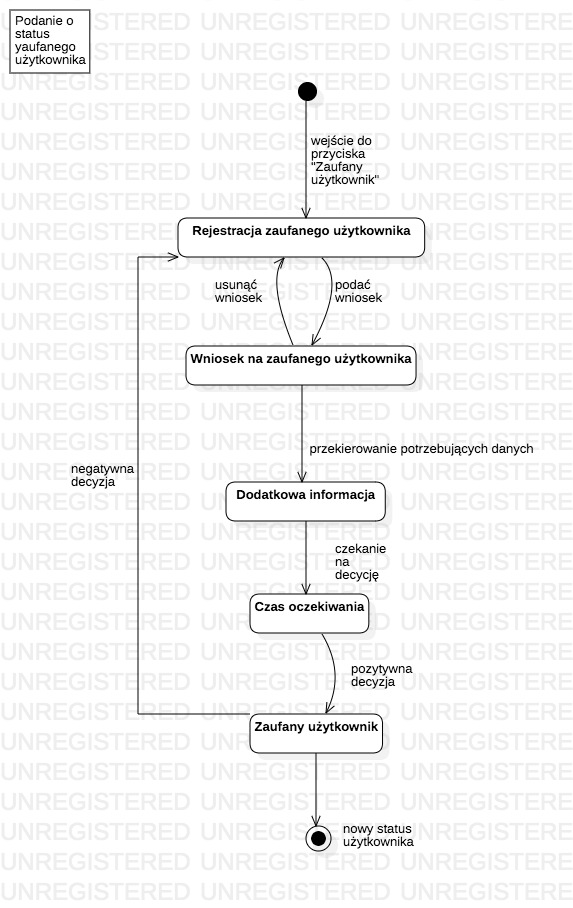 Podanie o
status
yaufanego
użytkownika
wejście do
przyciska
"Zaufany
użytkownik"
Rejestracja zaufanego użytkownika
usunąć
wniosek
podać
wniosek
Wniosek na zaufanego użytkownika
przekierowanie potrzebujących danych
negatywna
decyzja
Dodatkowa informacja
czekanie
na
decycję
Czas oczekiwania
pozytywna
decyzja
Zaufany użytkownik
nowy status
użytkownika
UNREGISTERED